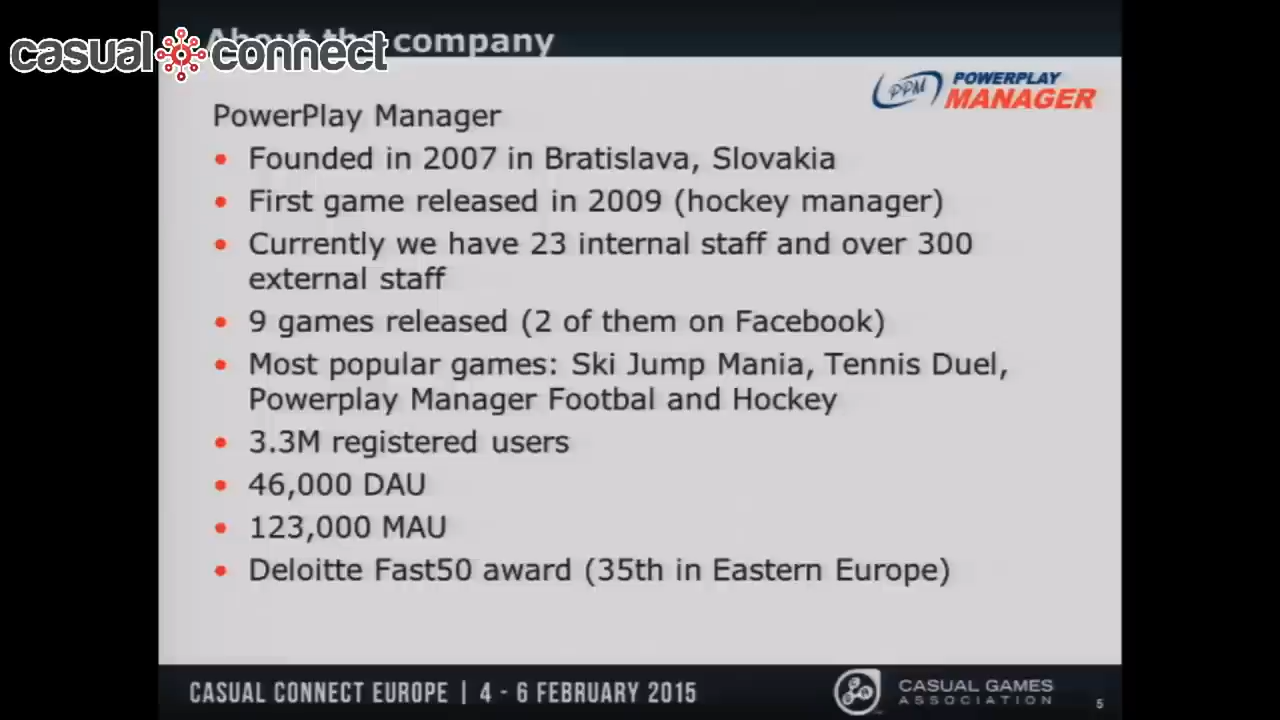 About the company
casual connect
PPM POWERPLAY
MANAGER
PowerPlay Manager
• Founded in 2007 in Bratislava, Slovakia
• First game released in 2009 (hockey manager)
• Currently we have 23 internal staff and over 300
external staff
• 9 games released (2 of them on Facebook)
• Most popular games: Ski Jump Mania, Tennis Duel,
Powerplay Manager Footbal and Hockey
• 3.3M registered users
• 46,000 DAU
• 123,000 MAU
• Deloitte Fast50 award (35th in Eastern Europe)
CASUAL CONNECT EUROPE | 4 - 6 FEBRUARY 2015
CASUAL GAMES
ASSOCIATION
5